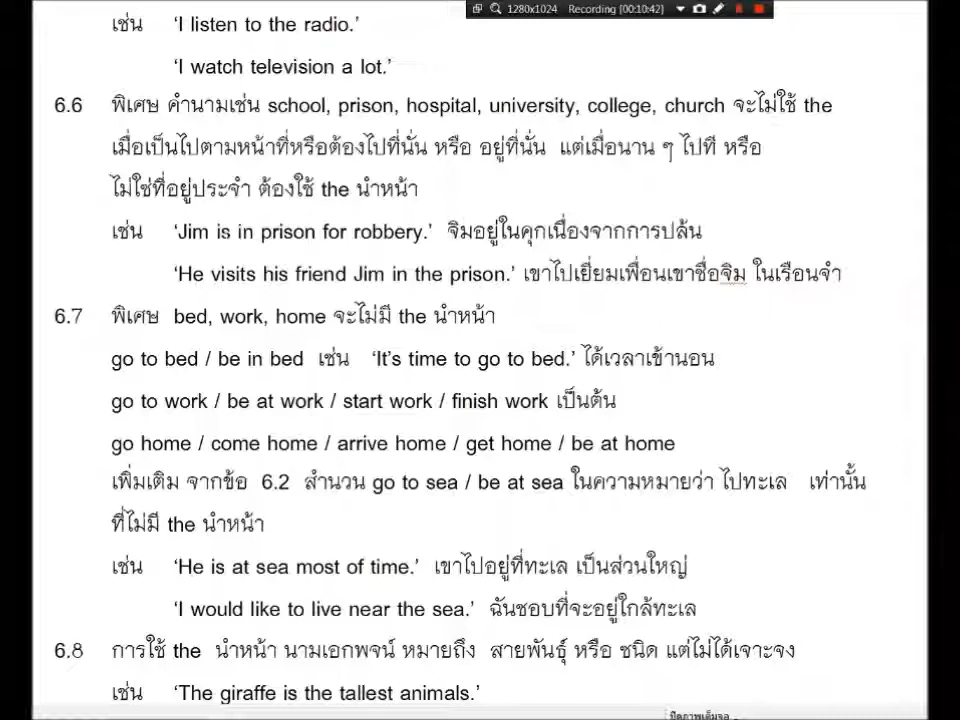 1280x1024 Recording [00:10:42]
เช่น 'I listen to the radio.'
'I watch television a lot.'
6.6 พิเศษ คำนามเช่น school, prison, hospital, university, college, church จะไม่ใช้ the
เมื่อเป็นไปตามหน้าที่หรือต้องไปที่นั่น หรือ อยู่ที่นั่น แต่เมื่อนาน ๆ ไปที หรือ
ไม่ใช่ที่อยู่ประจำ ต้องใช้ the นำหน้า
เช่น 'Jim is in prison for robbery.' จิมอยู่ในคุกเนื่องจากการปล้น
'He visits his friend Jim in the prison.' เขาไปเยี่ยมเพื่อนเขาชื่อจิม ในเรือนจำ
6.7 พิเศษ bed, work, home จะไม่มี the นำหน้า
go to bed / be in bed เช่น 'It's time to go to bed.' ได้เวลาเข้านอน
go to work / be at work / start work / finish work เป็นต้น
go home / come home / arrive home / get home / be at home
เพิ่มเติม จากข้อ 6.2 สำนวน go to sea / be at sea ในความหมายว่า ไปทะเล เท่านั้น
ที่ไม่มี the นำหน้า
เช่น 'He is at sea most of time.' เขาไปอยู่ที่ทะเล เป็นส่วนใหญ่
'I would like to live near the sea.' ฉันชอบที่จะอยู่ใกล้ทะเล
6.8 การใช้ the นำหน้า นามเอกพจน์ หมายถึง สายพันธุ์ หรือ ชนิด แต่ไม่ได้เจาะจง
เช่น 'The giraffe is the tallest animals.'